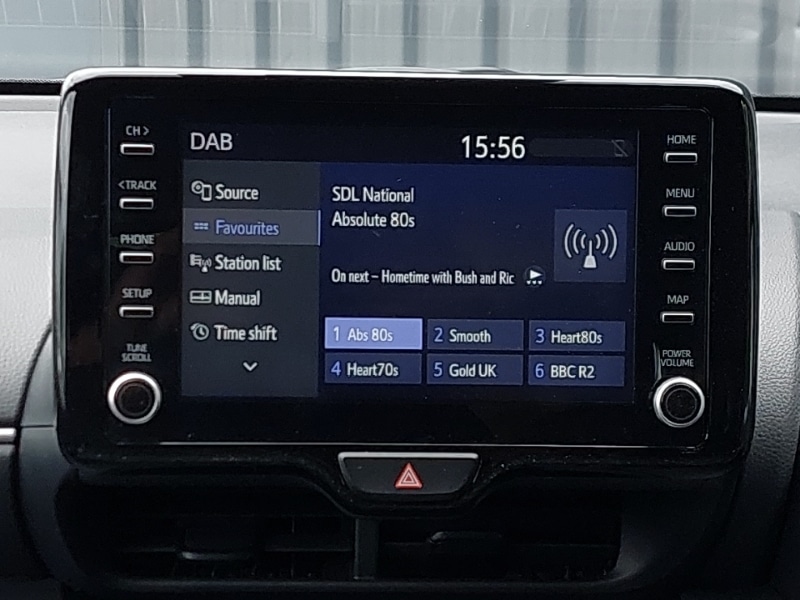 CH >
< TRACK
PHONE
SETUP
TUNE
SCROLL
DAB
15:56
Source
Favourites
Station list
Manual
Time shift
SDL National
Absolute 80s
On next – Hometime with Bush and Ric
1 Abs 80s
2 Smooth
3 Heart80s
4 Heart70s
5 Gold UK
6 BBC R2
HOME
MENU
AUDIO
MAP
POWER
VOLUME